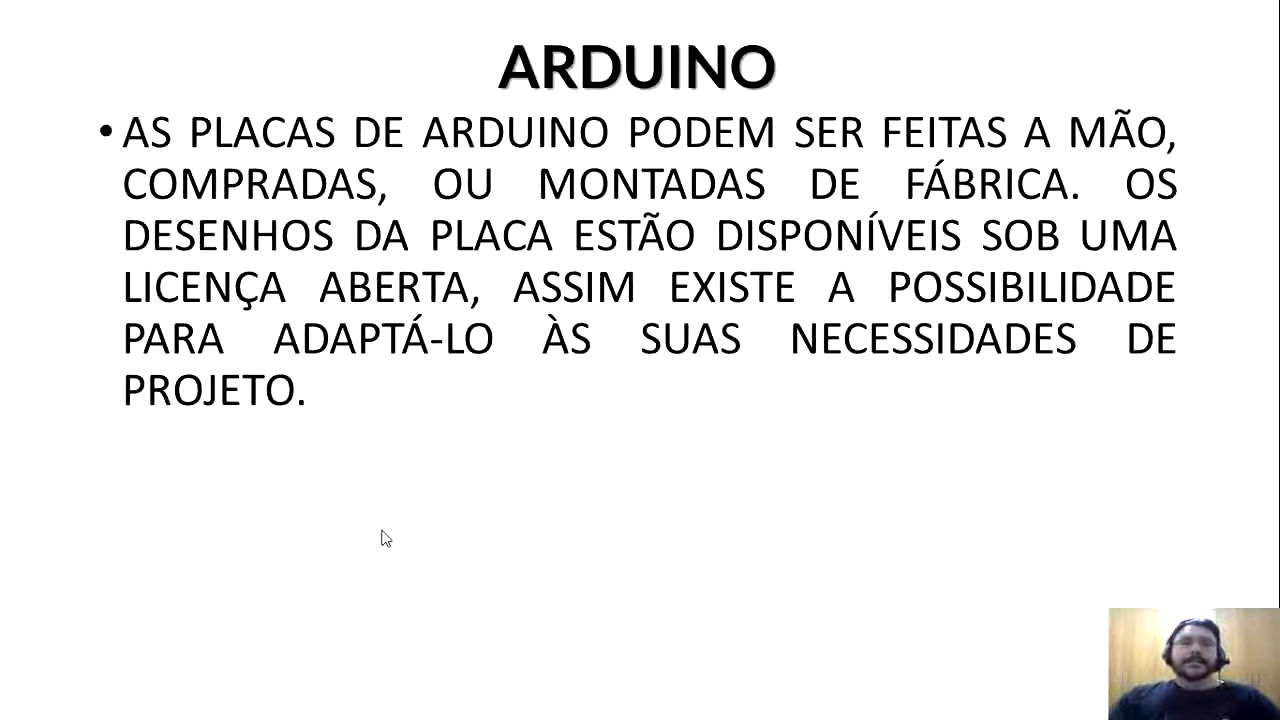 ARDUINO
• AS PLACAS DE ARDUINO PODEM SER FEITAS A MÃO,
COMPRADAS, OU MONTADAS DE FÁBRICA. OS
DESENHOS DA PLACA ESTÃO DISPONÍVEIS SOB UMA
LICENÇA ABERTA, ASSIM EXISTE A POSSIBILIDADE
PARA ADAPTÁ-LO ÀS SUAS NECESSIDADES DE
PROJETO.